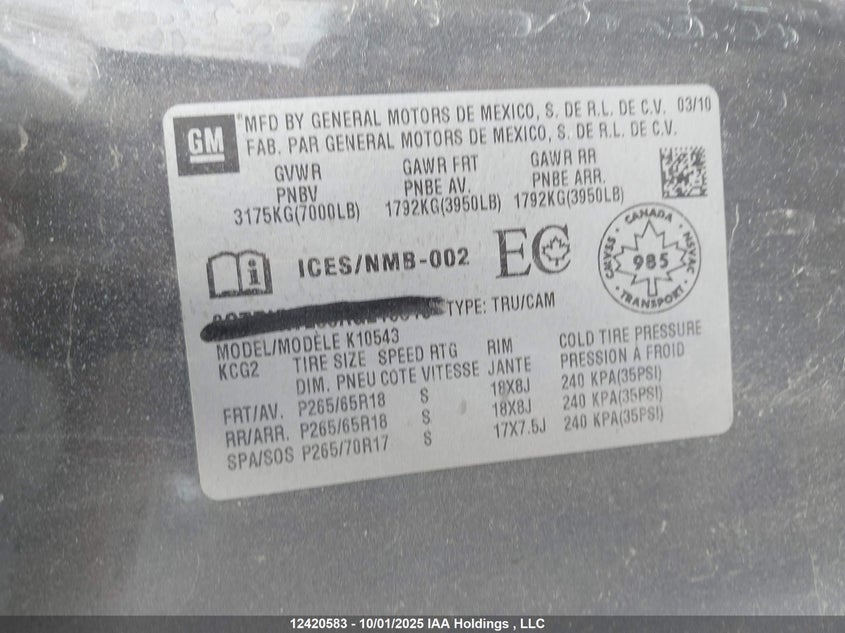 GM
*MFD BY GENERAL MOTORS DE MEXICO, S. DE R.L. DE C.V. 03/10
FAB. PAR GENERAL MOTORS DE MEXICO, S. DE R.L. DE C.V.
GVWR GAWR FRT GAWR RR
PNBV PNBE AV. PNBE ARR.
3175KG(7000LB) 1792KG(3950LB) 1792KG(3950LB)
i ICES/NMB-002 EC
CANADA
CMVSS 985 NSVAC
TRANSPORT
TYPE: TRU/CAM
MODEL/MODÈLE K10543
KCG2 TIRE SIZE SPEED RTG RIM COLD TIRE PRESSURE
DIM. PNEU COTE VITESSE JANTE PRESSION À FROID
FRT/AV. P265/65R18 S 18X8J 240 KPA(35PSI)
RR/ARR. P265/65R18 S 18X8J 240 KPA(35PSI)
SPA/SOS P265/70R17 S 17X7.5J 240 KPA(35PSI)
12420583 - 10/01/2025 IAA Holdings , LLC